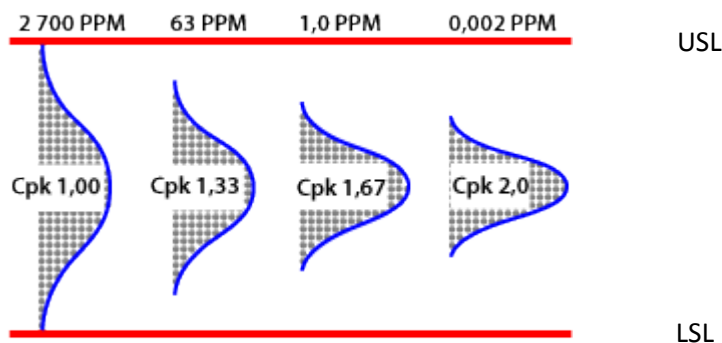 2 700 PPM 63 PPM 1,0 PPM 0,002 PPM
USL
Cpk 1,00 Cpk 1,33 Cpk 1,67 Cpk 2,0
LSL